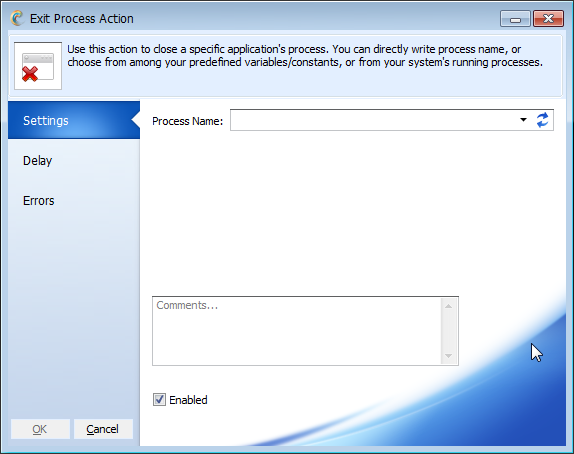 Exit Process Action
Use this action to close a specific application's process. You can directly write process name, or
choose from among your predefined variables/constants, or from your system's running processes.
Settings
Process Name:
Delay
Errors
Comments...
Enabled
OK
Cancel